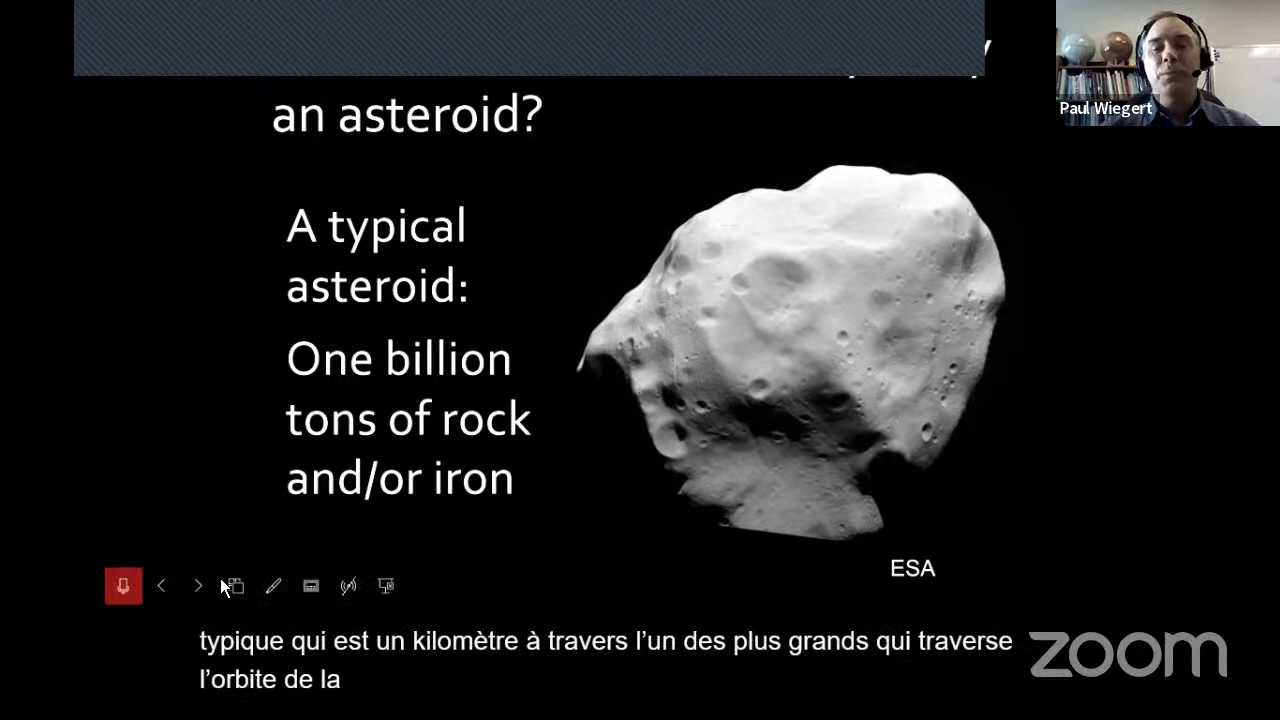 an asteroid?
Paul Wiegert
A typical
asteroid:
One billion
tons of rock
and/or iron
ESA
typique qui est un kilomètre à travers l'un des plus grands qui traverse
l'orbite de la
zoom